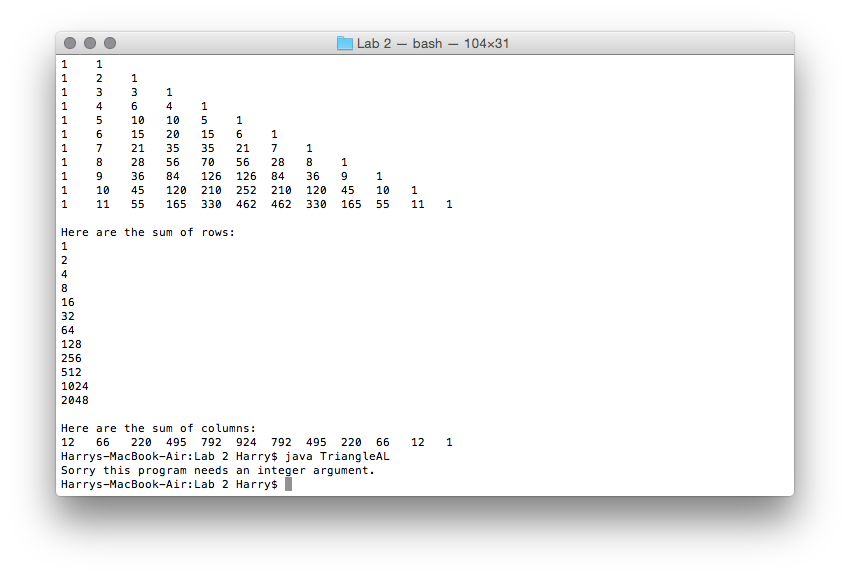 Lab 2 — bash — 104×31
1    1
1    2    1
1    3    3    1
1    4    6    4    1
1    5    10   10   5    1
1    6    15   20   15   6    1
1    7    21   35   35   21   7    1
1    8    28   56   70   56   28   8    1
1    9    36   84   126  126  84   36   9    1
1    10   45   120  210  252  210  120  45   10   1
1    11   55   165  330  462  462  330  165  55   11   1
Here are the sum of rows:
1
2
4
8
16
32
64
128
256
512
1024
2048
Here are the sum of columns:
12   66   220  495  792  924  792  495  220  66   12   1
Harrys-MacBook-Air:Lab 2 Harry$ java TriangleAL
Sorry this program needs an integer argument.
Harrys-MacBook-Air:Lab 2 Harry$